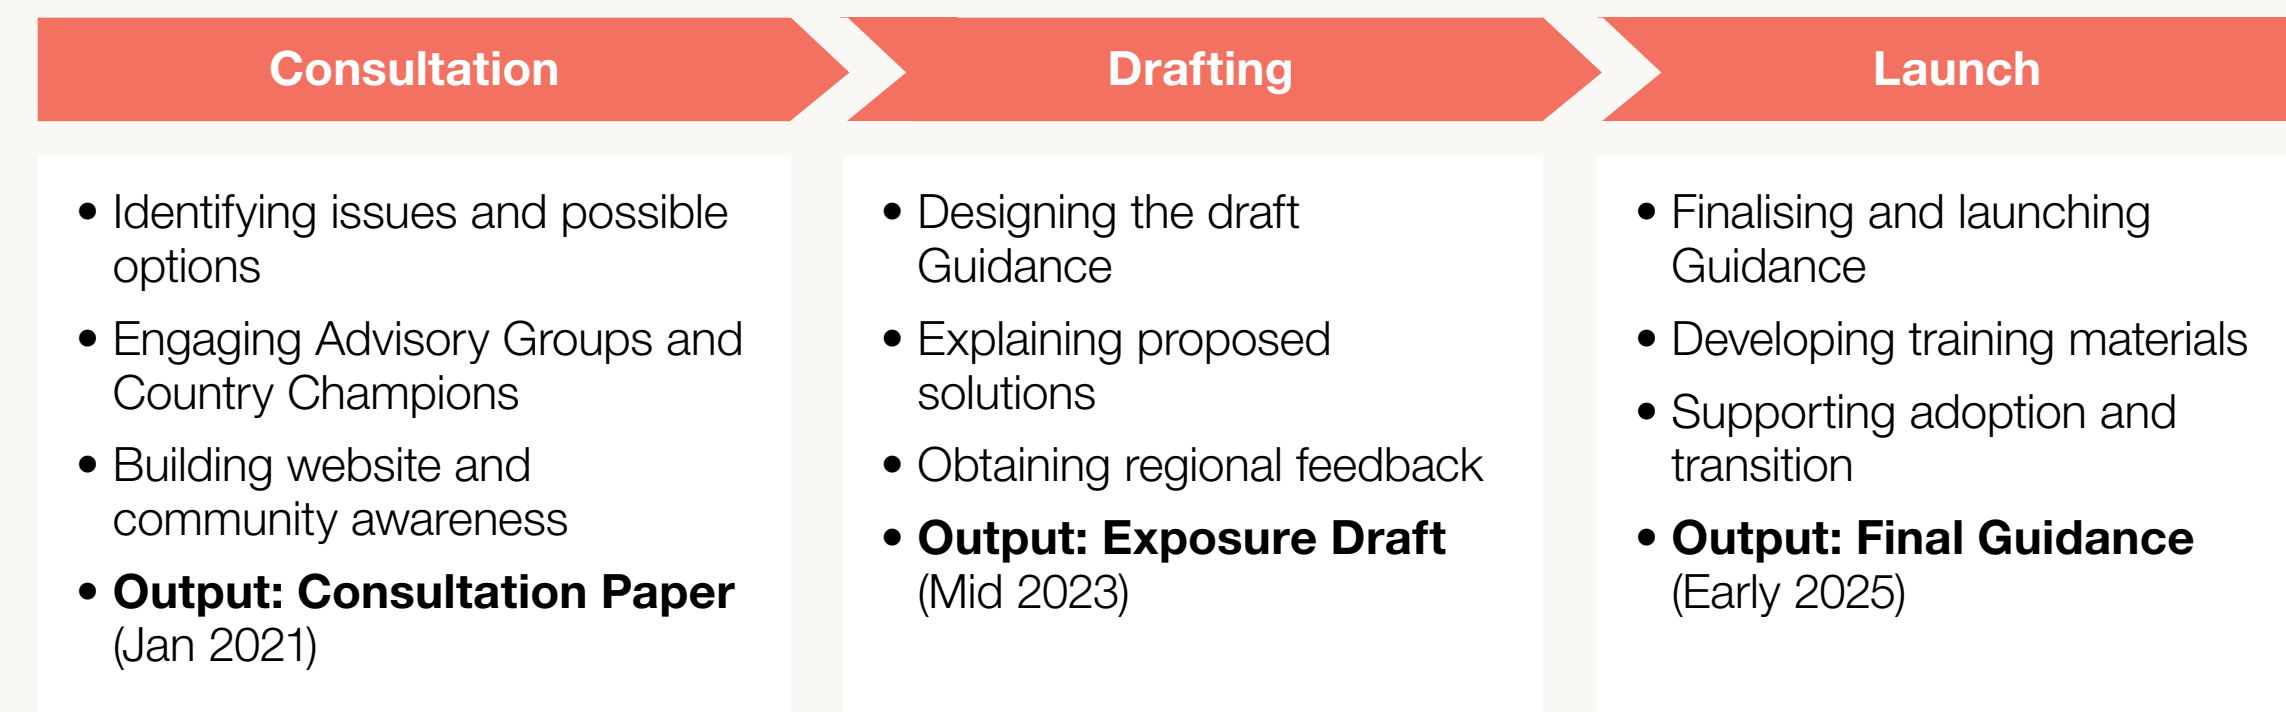 Consultation
• Identifying issues and possible
options
• Engaging Advisory Groups and
Country Champions
• Building website and
community awareness
• Output: Consultation Paper
(Jan 2021)
Drafting
• Designing the draft
Guidance
• Explaining proposed
solutions
• Obtaining regional feedback
• Output: Exposure Draft
(Mid 2023)
Launch
• Finalising and launching
Guidance
• Developing training materials
• Supporting adoption and
transition
• Output: Final Guidance
(Early 2025)